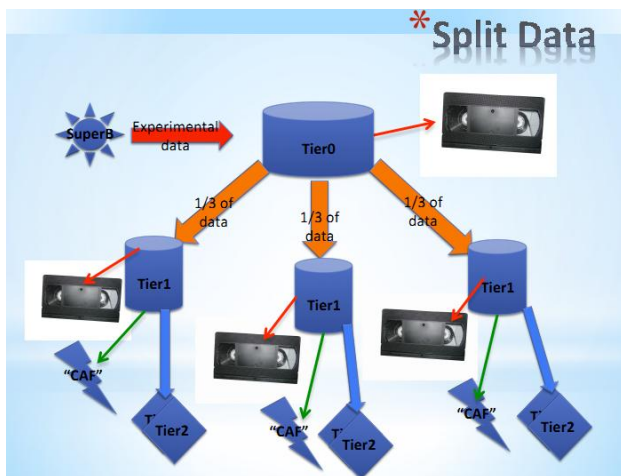 *Split Data
SuperB
Experimental
data
Tier0
1/3 of
data
1/3 of
data
1/3 of
data
Tier1
Tier1
Tier1
"CAF"
Tier2
"CAF"
Tier2
"CAF"
Tier2